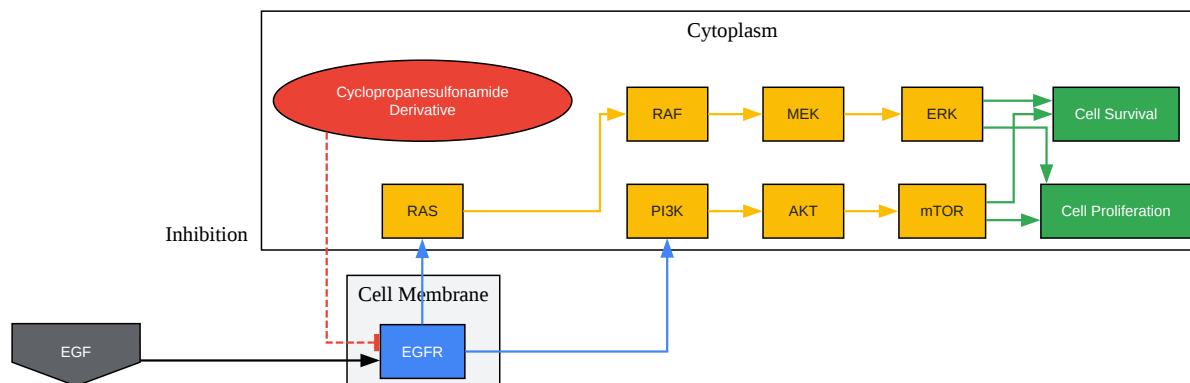 Cytoplasm
Cyclopropanesulfonamide
Derivative
RAF
MEK
ERK
Cell Survival
RAS
PI3K
AKT
mTOR
Cell Proliferation
Inhibition
Cell Membrane
EGF
EGFR